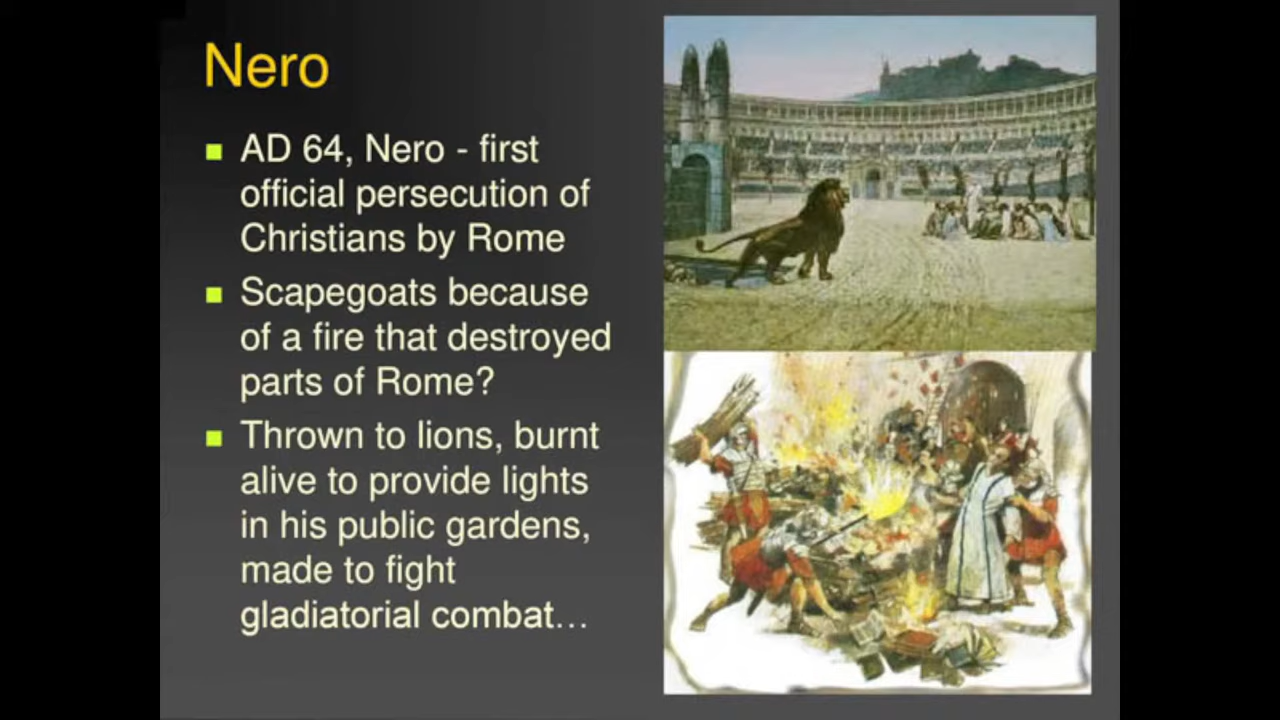 Nero
AD 64, Nero - first
official persecution of
Christians by Rome
Scapegoats because
of a fire that destroyed
parts of Rome?
Thrown to lions, burnt
alive to provide lights
in his public gardens,
made to fight
gladiatorial combat…